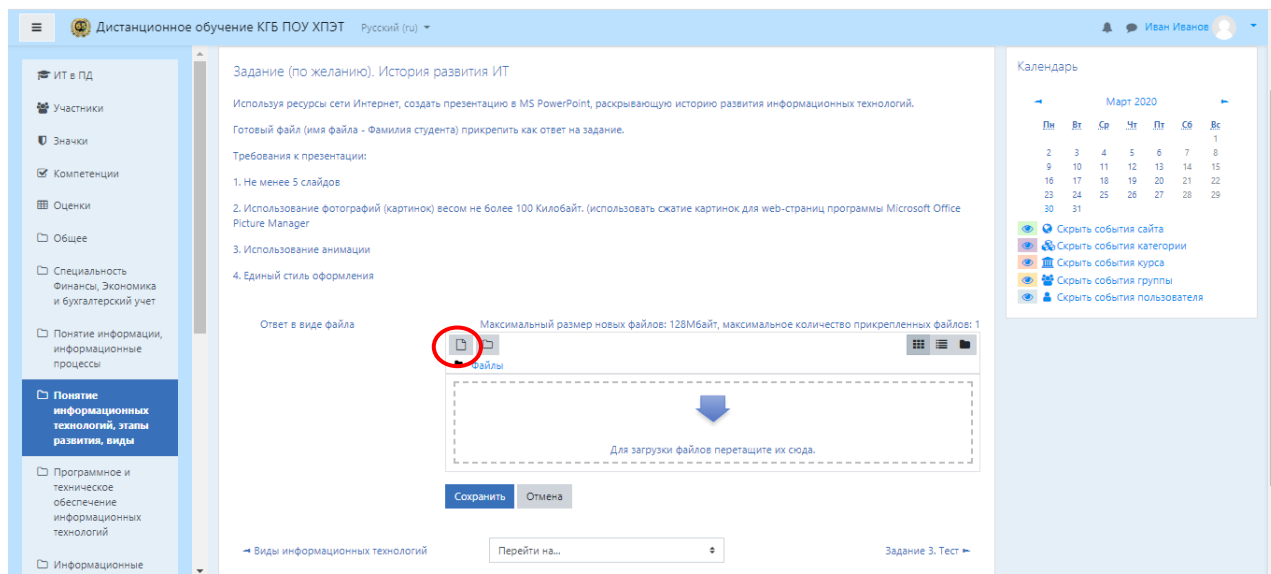 Дистанционное обучение КГБ ПОУ ХПЭТ Русский (ru)
Иван Иванов
ИТ в ПД
Участники
Значки
Компетенции
Оценки
Общее
Специальность
Финансы, Экономика
и бухгалтерский учет
Понятие информации,
информационные
процессы
Понятие
информационных
технологий, этапы
развития, виды
Программное и
техническое
обеспечение
информационных
технологий
Информационные
Задание (по желанию). История развития ИТ
Используя ресурсы сети Интернет, создать презентацию в MS PowerPoint, раскрывающую историю развития информационных технологий.
Готовый файл (имя файла - Фамилия студента) прикрепить как ответ на задание.
Требования к презентации:
1. Не менее 5 слайдов
2. Использование фотографий (картинок) весом не более 100 Килобайт. (использовать сжатие картинок для web-страниц программы Microsoft Office
Picture Manager
3. Использование анимации
4. Единый стиль оформления
Ответ в виде файла
Максимальный размер новых файлов: 128Мбайт, максимальное количество прикрепленных файлов: 1
Файлы
Для загрузки файлов перетащите их сюда.
Сохранить Отмена
Виды информационных технологий
Перейти на...
Задание 3. Тест
Календарь
Март 2020
Пн Вт Ср Чт Пт Сб Вс
1
2 3 4 5 6 7 8
9 10 11 12 13 14 15
16 17 18 19 20 21 22
23 24 25 26 27 28 29
30 31
Скрыть события сайта
Скрыть события категории
Скрыть события курса
Скрыть события группы
Скрыть события пользователя